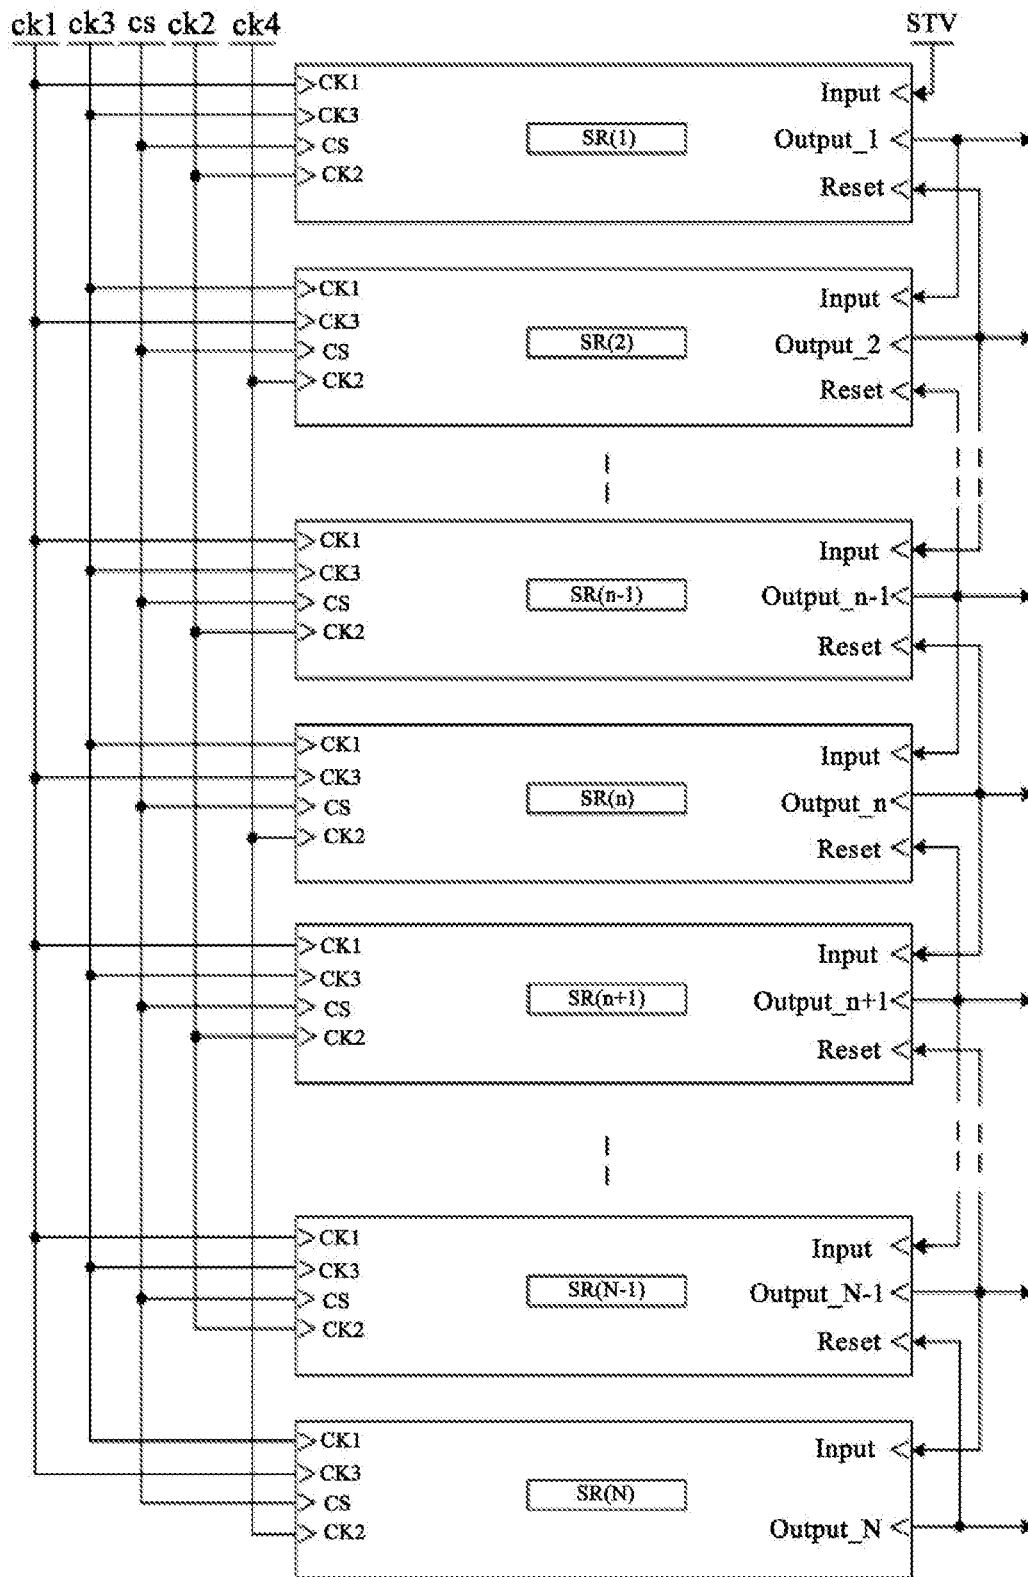 ck1 ck3 cs ck2 ck4 STV
CK1
CK3
CS
CK2
SR(1)
Input
Output_1
Reset
CK1
CK3
CS
CK2
SR(2)
Input
Output_2
Reset
CK1
CK3
CS
CK2
SR(n-1)
Input
Output_n-1
Reset
CK1
CK3
CS
CK2
SR(n)
Input
Output_n
Reset
CK1
CK3
CS
CK2
SR(n+1)
Input
Output_n+1
Reset
CK1
CK3
CS
CK2
SR(N-1)
Input
Output_N-1
Reset
CK1
CK3
CS
CK2
SR(N)
Input
Output_N